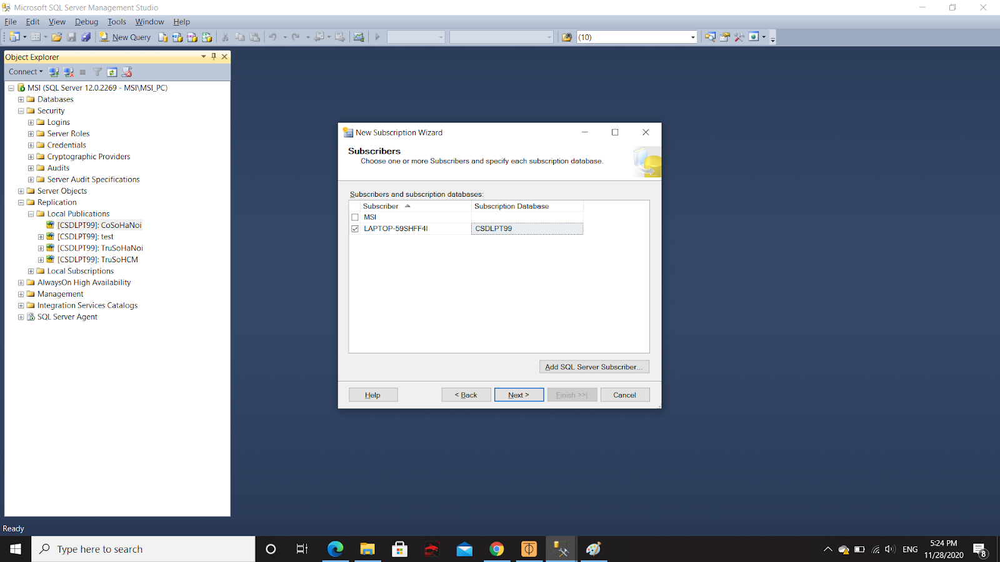 Microsoft SQL Server Management Studio
File Edit View Debug Tools Window Help
New Query
(10)
Object Explorer
Connect
MSI (SQL Server 12.0.2269 - MSI\MSI_PC)
Databases
Security
Logins
Server Roles
Credentials
Cryptographic Providers
Audits
Server Audit Specifications
Server Objects
Replication
Local Publications
[CSDLPT99]: CoSoHaNoi
[CSDLPT99]: test
[CSDLPT99]: TruSoHaNoi
[CSDLPT99]: TruSoHCM
Local Subscriptions
AlwaysOn High Availability
Management
Integration Services Catalogs
SQL Server Agent
New Subscription Wizard
Subscribers
Choose one or more Subscribers and specify each subscription database.
Subscribers and subscription databases:
Subscriber Subscription Database
MSI
LAPTOP-59SHFF4I CSDLPT99
Add SQL Server Subscriber...
Help < Back Next > Finish >>| Cancel
Ready
Type here to search
ENG
5:24 PM
11/28/2020
8